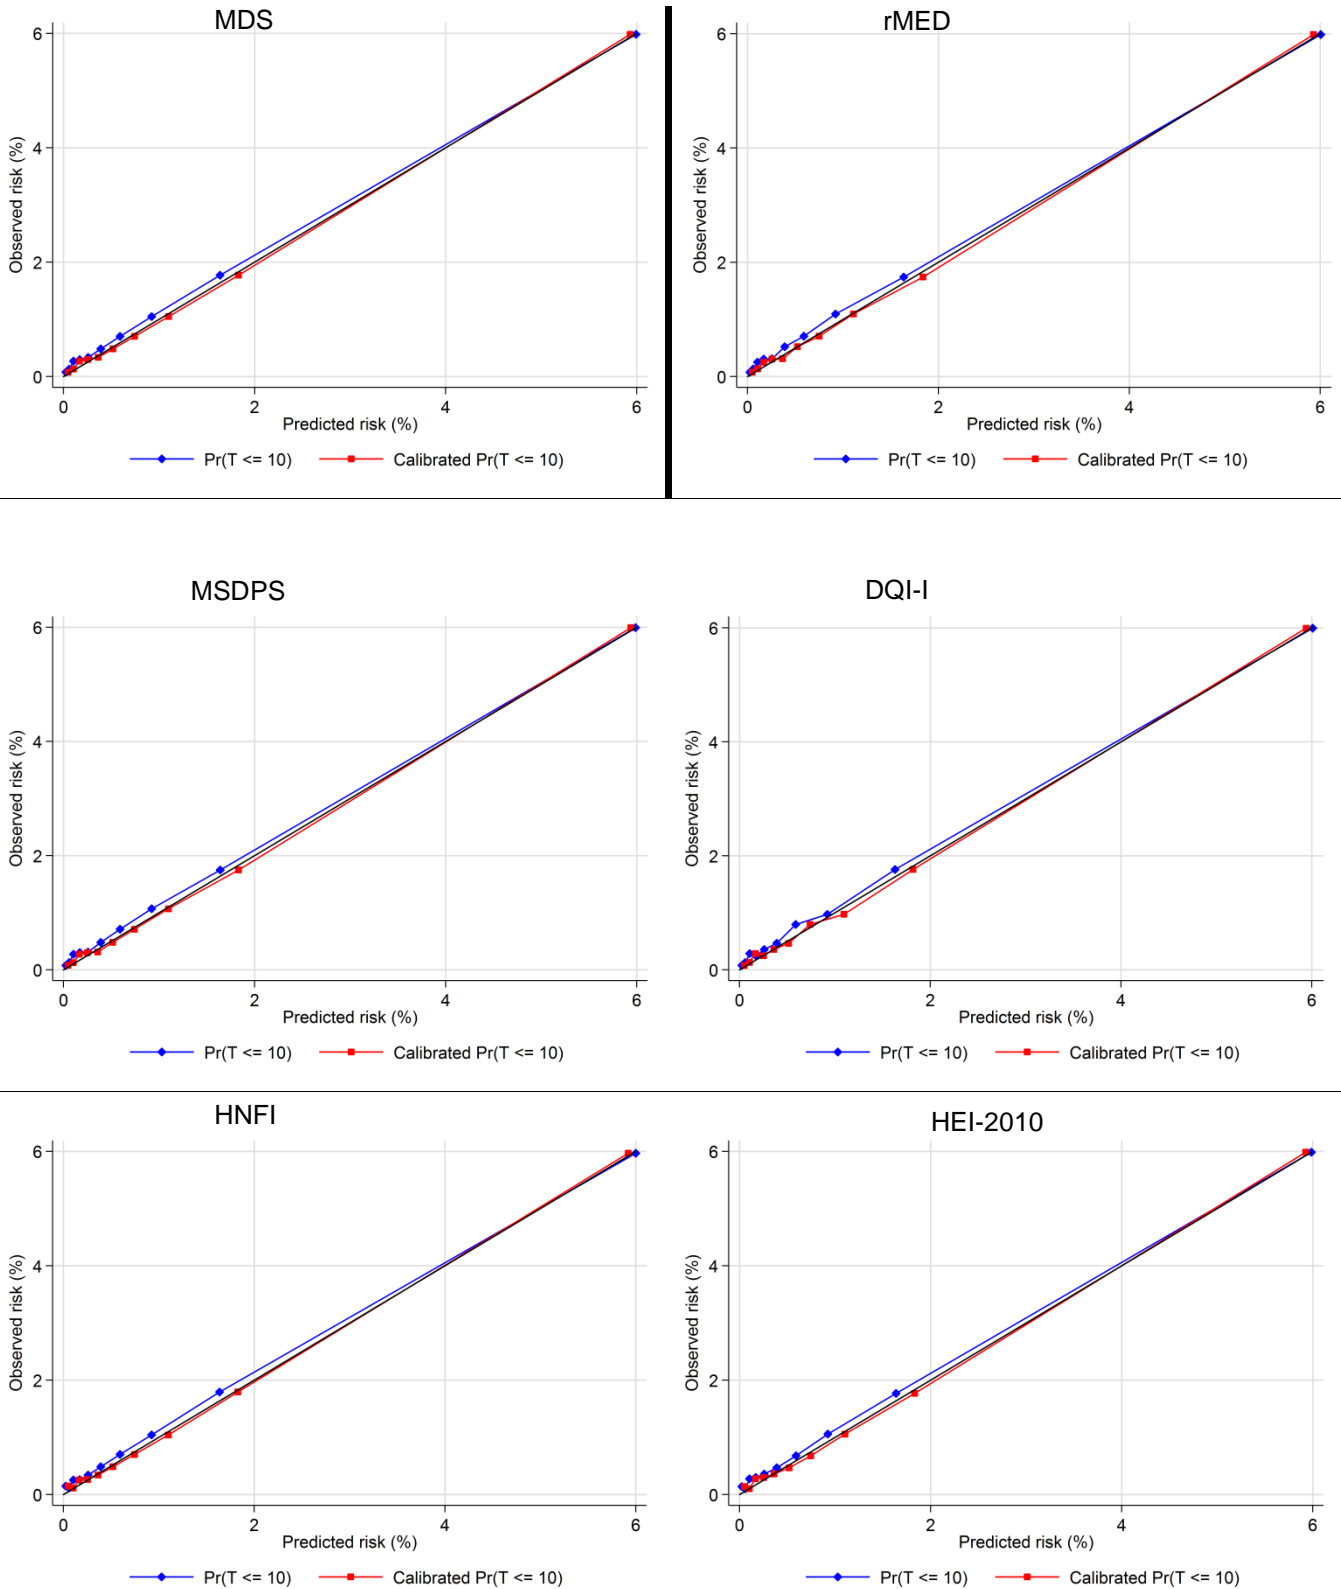 MDS
6
4
2
0
Observed risk (%)
0 2 4 6
Predicted risk (%)
Pr(T <= 10) Calibrated Pr(T <= 10)
rMED
6
4
2
0
Observed risk (%)
0 2 4 6
Predicted risk (%)
Pr(T <= 10) Calibrated Pr(T <= 10)
MSDPS
6
4
2
0
Observed risk (%)
0 2 4 6
Predicted risk (%)
Pr(T <= 10) Calibrated Pr(T <= 10)
DQI-I
6
4
2
0
Observed risk (%)
0 2 4 6
Predicted risk (%)
Pr(T <= 10) Calibrated Pr(T <= 10)
HNFI
6
4
2
0
Observed risk (%)
0 2 4 6
Predicted risk (%)
Pr(T <= 10) Calibrated Pr(T <= 10)
HEI-2010
6
4
2
0
Observed risk (%)
0 2 4 6
Predicted risk (%)
Pr(T <= 10) Calibrated Pr(T <= 10)